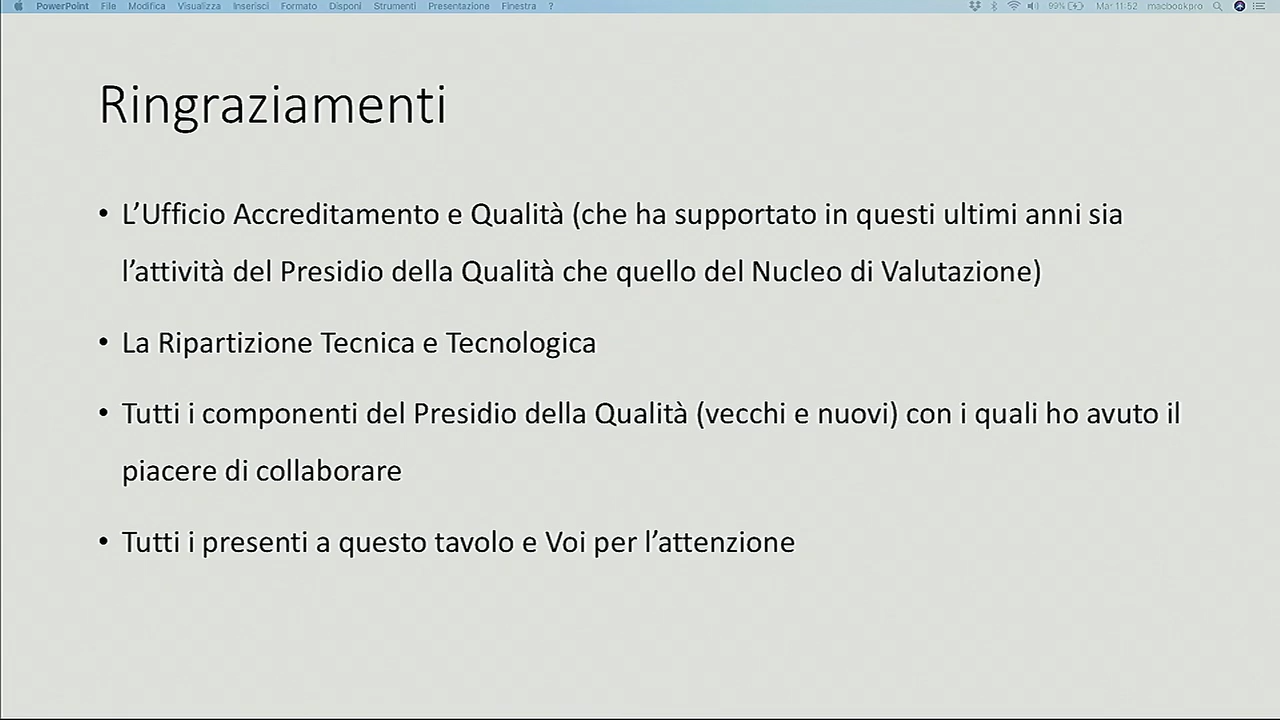 PowerPoint File Modifica Visualizza Inserisci Formato Disponi Strumenti Presentazione Finestra ? 99% Mar 11:52 macbookpro
Ringraziamenti
• L’Ufficio Accreditamento e Qualità (che ha supportato in questi ultimi anni sia
l’attività del Presidio della Qualità che quello del Nucleo di Valutazione)
• La Ripartizione Tecnica e Tecnologica
• Tutti i componenti del Presidio della Qualità (vecchi e nuovi) con i quali ho avuto il
piacere di collaborare
• Tutti i presenti a questo tavolo e Voi per l’attenzione